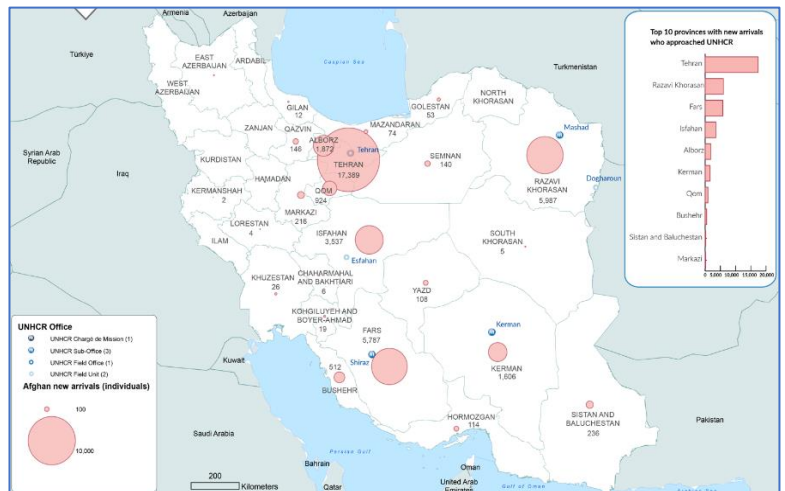 Armenia
Azerbaijan
Türkiye
Caspian Sea
Turkmenistan
Syrian Arab
Republic
Iraq
EAST
AZERBAIJAN
ARDABIL
WEST
AZERBAIJAN
GILAN
12
ZANJAN
QAZVIN
146
ALBORZ
1,872
Tehran
TEHRAN
17,389
MAZANDARAN
74
GOLESTAN
53
NORTH
KHORASAN
Mashad
RAZAVI
KHORASAN
5,987
Dogharoun
SEMNAN
140
KURDISTAN
HAMADAN
QOM
924
KERMANSHAH
2
MARKAZI
216
LORESTAN
4
ILAM
ISFAHAN
3,537
Esfahan
SOUTH
KHORASAN
5
KHUZESTAN
26
CHAHARMAHAL
AND BAKHTIARI
6
YAZD
108
KOHGILUYEH AND
BOYER-AHMAD
19
FARS
5,787
Shiraz
Kerman
KERMAN
1,606
512
BUSHEHR
HORMOZGAN
114
SISTAN AND
BALUCHESTAN
236
Kuwait
Saudi Arabia
Persian Gulf
Bahrain
Qatar
Oman
United Arab
Emirates
Gulf of Oman
Pakistan
Arabian Sea
Top 10 provinces with new arrivals
who approached UNHCR
Tehran
Razavi Khorasan
Fars
Isfahan
Alborz
Kerman
Qom
Bushehr
Sistan and Baluchestan
Markazi
0 5,000 10,000 15,000 20,000
UNHCR Office
UNHCR Chargé de Mission (1)
UNHCR Sub-Office (3)
UNHCR Field Office (1)
UNHCR Field Unit (2)
Afghan new arrivals (individuals)
100
10,000
200
Kilometers